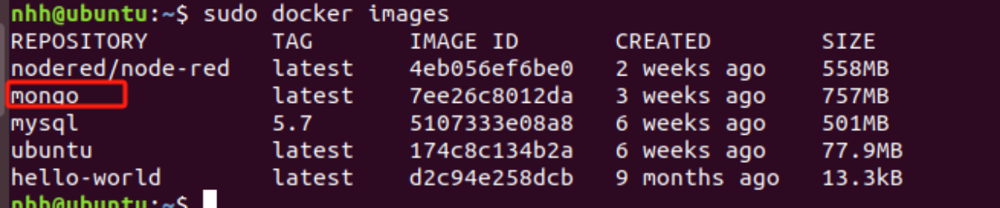 nhh@ubuntu:~$ sudo docker images
REPOSITORY TAG IMAGE ID CREATED SIZE
nodered/node-red latest 4eb056ef6be0 2 weeks ago 558MB
mongo latest 7ee26c8012da 3 weeks ago 757MB
mysql 5.7 5107333e08a8 6 weeks ago 501MB
ubuntu latest 174c8c134b2a 6 weeks ago 77.9MB
hello-world latest d2c94e258dcb 9 months ago 13.3kB
nhh@ubuntu:~$